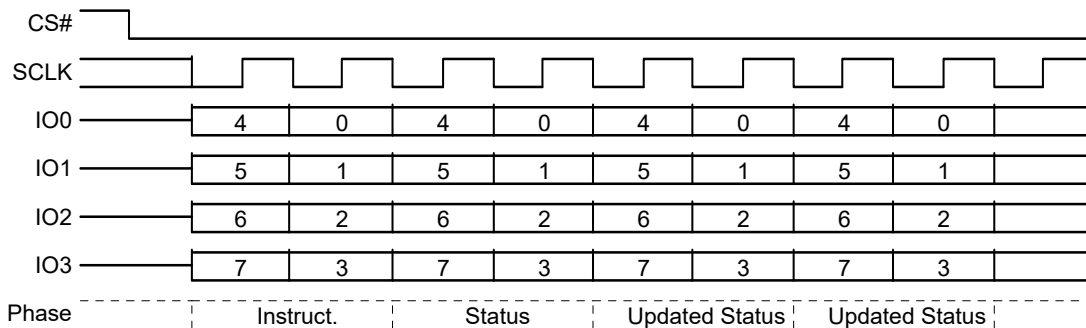 CS#
SCLK
IO0 4 0 4 0 4 0 4 0
IO1 5 1 5 1 5 1 5 1
IO2 6 2 6 2 6 2 6 2
IO3 7 3 7 3 7 3 7 3
Phase Instruct. Status Updated Status Updated Status